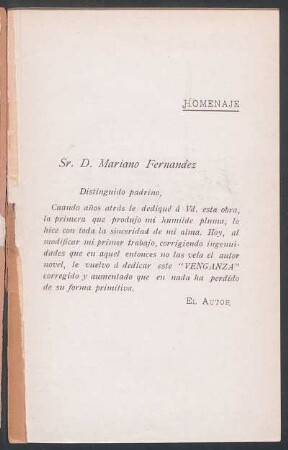 HOMENAJE
Sr. D. Mariano Fernandez
Distinguido padrino,
Cuando años atrás le dediqué á Vd. esta obra,
la primera que produjo mi humilde pluma, lo
hice con toda la sinceridad de mi alma. Hoy, al
modificar mi primer trabajo, corrigiendo ingenui-
dades que en aquel entonces no las veía el autor
novel, le vuelvo á dedicar este "VENGANZA"
corregido y aumentado que en nada ha perdido
de su forma primitiva.
EL AUTOR